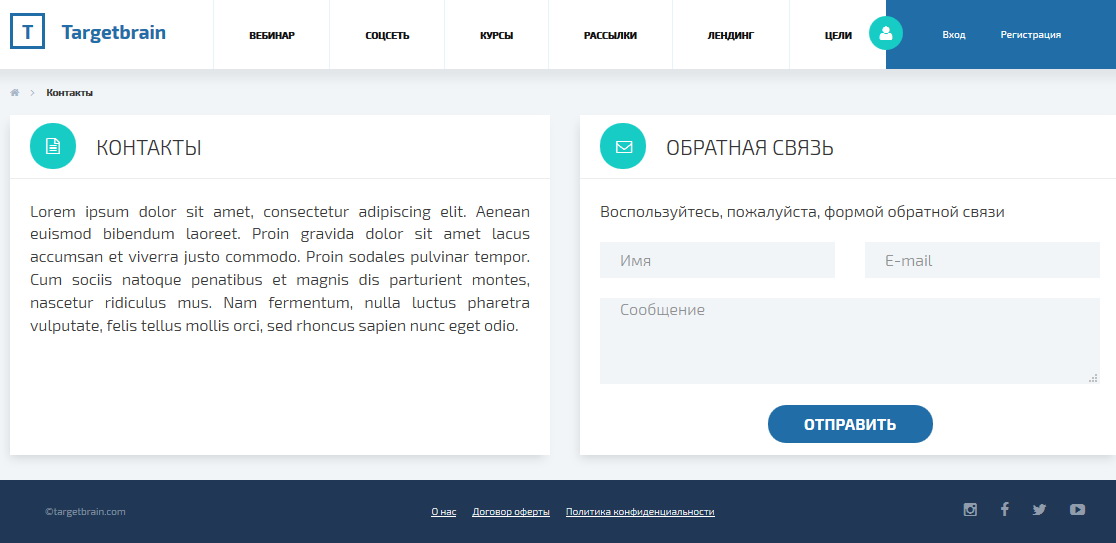 T Targetbrain ВЕБИНАР СОЦСЕТЬ КУРСЫ РАССЫЛКИ ЛЕНДИНГ ЦЕЛИ Вход Регистрация
Контакты
КОНТАКТЫ
Lorem ipsum dolor sit amet, consectetur adipiscing elit. Aenean
euismod bibendum laoreet. Proin gravida dolor sit amet lacus
accumsan et viverra justo commodo. Proin sodales pulvinar tempor.
Cum sociis natoque penatibus et magnis dis parturient montes,
nascetur ridiculus mus. Nam fermentum, nulla luctus pharetra
vulputate, felis tellus mollis orci, sed rhoncus sapien nunc eget odio.
ОБРАТНАЯ СВЯЗЬ
Воспользуйтесь, пожалуйста, формой обратной связи
Имя E-mail
Сообщение
ОТПРАВИТЬ
©targetbrain.com О нас Договор оферты Политика конфиденциальности